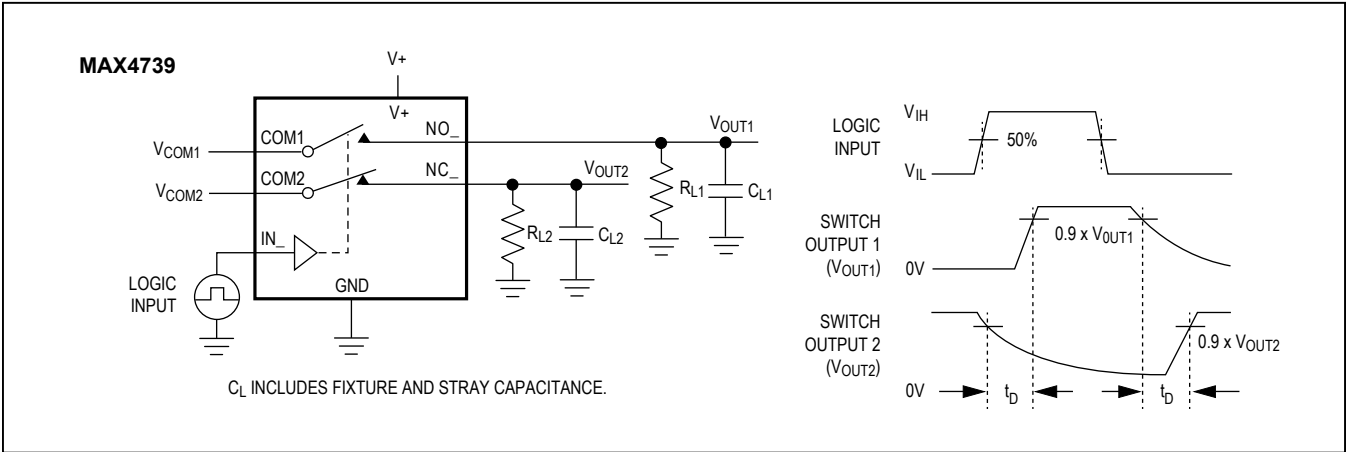 MAX4739
V+
V+
COM1
NO_
VCOM1
VOUT1
COM2
NC_
VCOM2
VOUT2
RL1
CL1
RL2
CL2
IN_
LOGIC
INPUT
GND
CL INCLUDES FIXTURE AND STRAY CAPACITANCE.
LOGIC
INPUT
VIH
50%
VIL
SWITCH
OUTPUT 1
(VOUT1)
0.9 x V0UT1
0V
SWITCH
OUTPUT 2
(VOUT2)
0.9 x VOUT2
0V
tD
tD